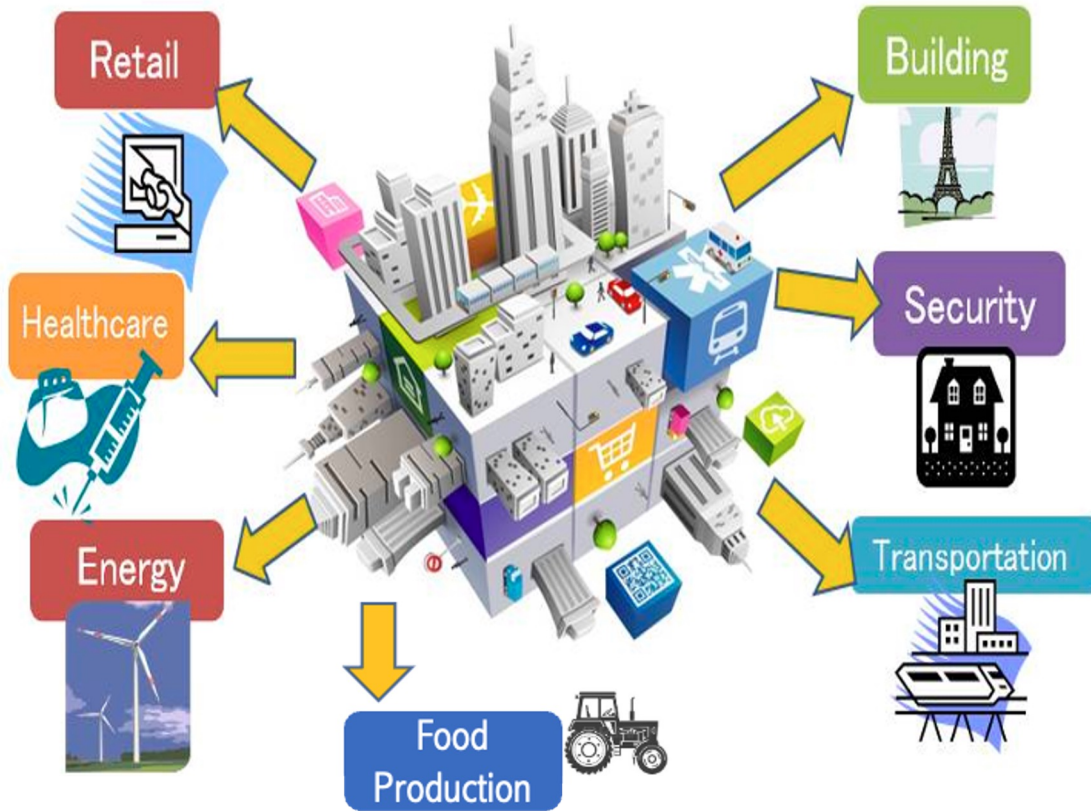 Retail
Building
Healthcare
Security
Energy
Transportation
Food
Production